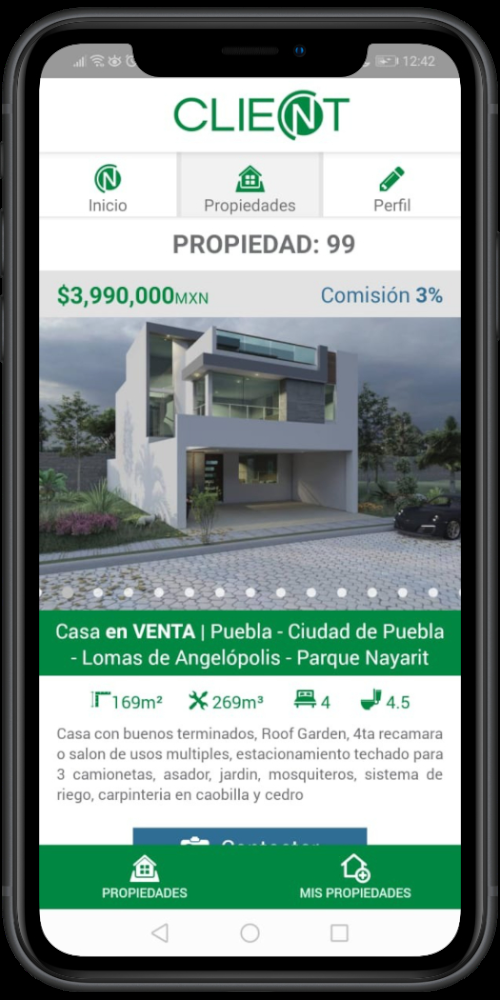 12:42
CLIENT
Inicio
Propiedades
Perfil
PROPIEDAD: 99
$3,990,000MXN
Comisión 3%
Casa en VENTA | Puebla - Ciudad de Puebla
- Lomas de Angelópolis - Parque Nayarit
169m²
269m³
4
4.5
Casa con buenos terminados, Roof Garden, 4ta recamara
o salon de usos multiples, estacionamiento techado para
3 camionetas, asador, jardin, mosquiteros, sistema de
riego, carpinteria en caobilla y cedro
PROPIEDADES
MIS PROPIEDADES